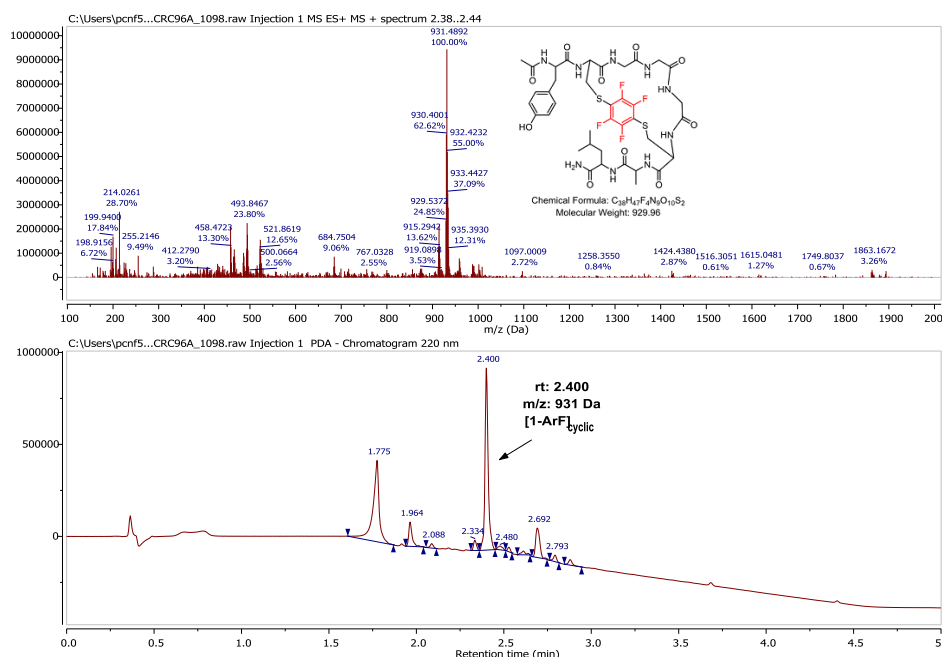 C:\Users\pcnf5...CRC96A_1098.raw Injection 1 MS ES+ MS + spectrum 2.38..2.44
10000000
9000000
8000000
7000000
6000000
5000000
4000000
3000000
2000000
1000000
0
931.4892
100.00%
930.4001
62.62%
932.4232
55.00%
933.4427
37.09%
929.5372
24.85%
915.2942
13.62%
935.3930
12.31%
919.0898
3.53%
214.0261
28.70%
199.9400
17.84%
198.9156
6.72%
255.2146
9.49%
412.2790
3.20%
458.4723
13.30%
493.8467
23.80%
521.8619
12.65%
500.0664
2.56%
684.7504
9.06%
767.0328
2.55%
1097.0009
2.72%
1258.3550
0.84%
1424.4380
2.87%
1516.3051
0.61%
1615.0481
1.27%
1749.8037
0.67%
1863.1672
3.26%
O
H
N
O
N
H
O
H
N
O
N
H
O
HN
O
HN
O
NH
O
N
H
O
H2N
HO
S
S
F
F
F
F
Chemical Formula: C38H47F4N9O10S2
Molecular Weight: 929.96
100 200 300 400 500 600 700 800 900 1000 1100 1200 1300 1400 1500 1600 1700 1800 1900 2000
m/z (Da)
C:\Users\pcnf5...CRC96A_1098.raw Injection 1 PDA - Chromatogram 220 nm
1000000
500000
0
1.775
1.964
2.088
2.334
2.400
2.480
2.692
2.793
rt: 2.400
m/z: 931 Da
[1-ArF]cyclic
0.0 0.5 1.0 1.5 2.0 2.5 3.0 3.5 4.0 4.5 5
Retention time (min)